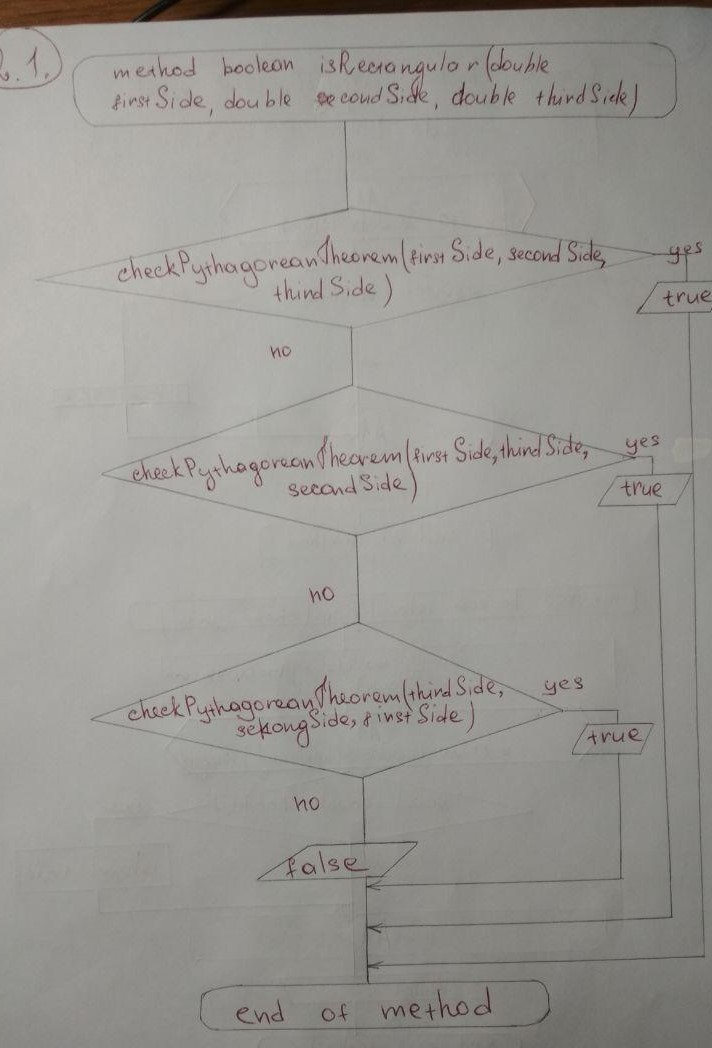 2.1.
method boolean isRectangular(double
firstSide, double secondSide, double thirdSide)
checkPythagoreanTheorem(firstSide, secondSide,
thirdSide)
yes
true
no
checkPythagoreanTheorem(firstSide, thirdSide,
secondSide)
yes
true
no
checkPythagoreanTheorem(thirdSide,
sekongSide, firstSide)
yes
true
no
false
end of method